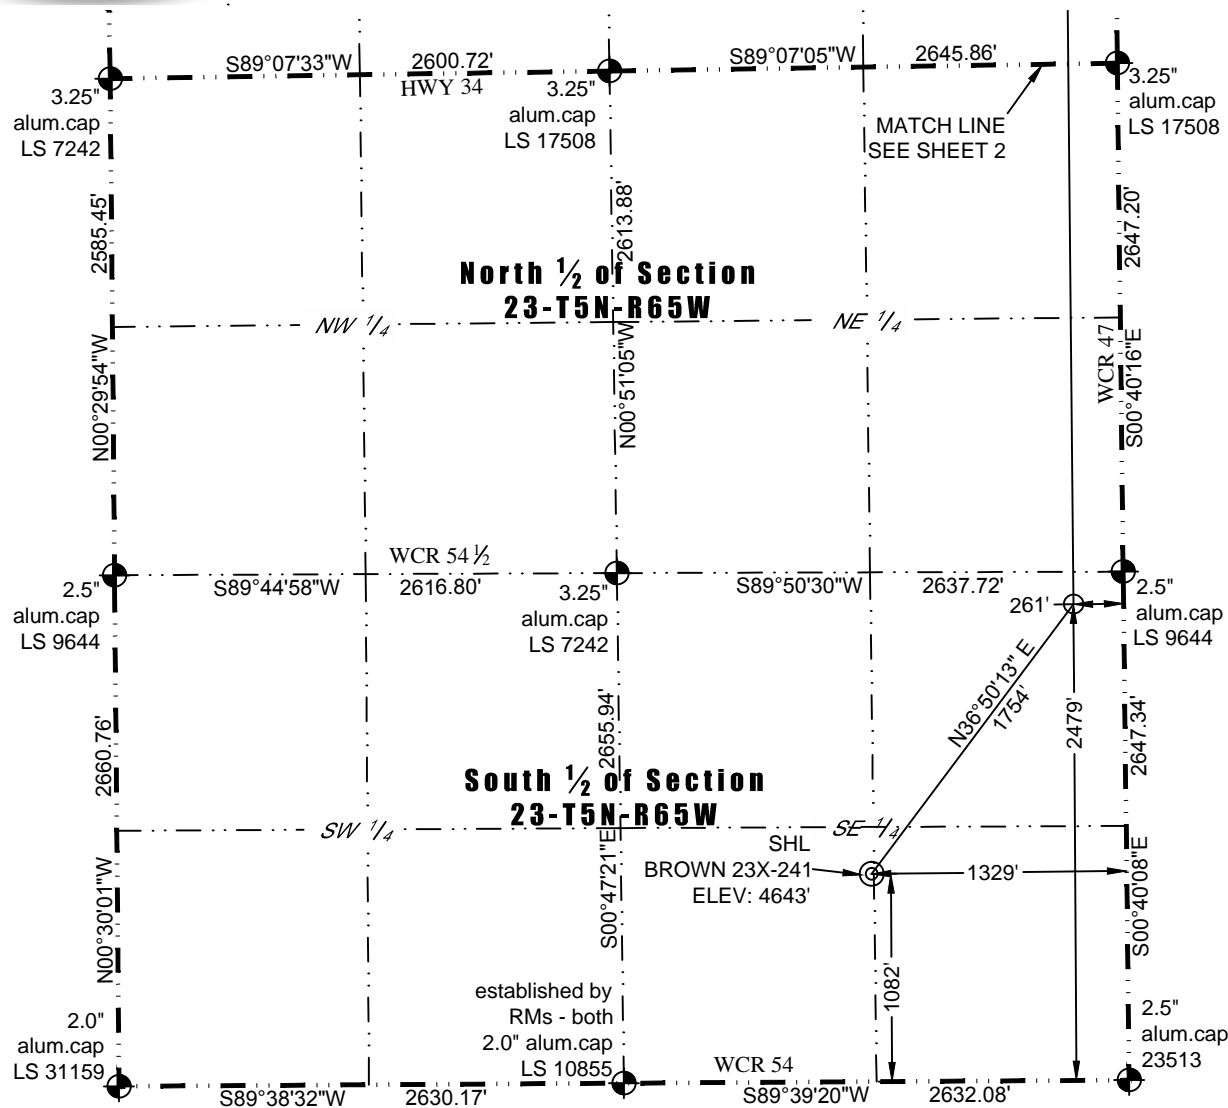 S89°07'33"W
2600.72'
S89°07'05"W
2645.86'
HWY 34
3.25"
alum.cap
LS 7242
3.25"
alum.cap
LS 17508
MATCH LINE
SEE SHEET 2
3.25"
alum.cap
LS 17508
2585.45'
2613.88'
2647.20'
North ½ of Section
23-T5N-R65W
NW 1/4
NE 1/4
N00°29'54"W
N00°51'05"W
WCR 47
S00°40'16"E
WCR 54 ½
S89°44'58"W
2616.80'
S89°50'30"W
2637.72'
2.5"
alum.cap
LS 9644
3.25"
alum.cap
LS 7242
261'
2.5"
alum.cap
LS 9644
N36°50'13" E
1754'
2479'
2660.76'
2655.94'
2647.34'
South ½ of Section
23-T5N-R65W
SW 1/4
SE 1/4
SHL
BROWN 23X-241
ELEV: 4643'
1329'
N00°30'01"W
S00°47'21"E
S00°40'08"E
1082'
2.0"
alum.cap
LS 31159
established by
RMs - both
2.0" alum.cap
LS 10855
WCR 54
2.5"
alum.cap
23513
S89°38'32"W
2630.17'
S89°39'20"W
2632.08'